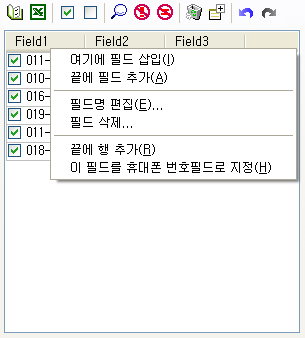 Field1 Field2 Field3
011-
010-
016-
019-
011-
018-
여기에 필드 삽입(I)
끝에 필드 추가(A)
필드명 편집(E)...
필드 삭제...
끝에 행 추가(R)
이 필드를 휴대폰 번호필드로 지정(H)